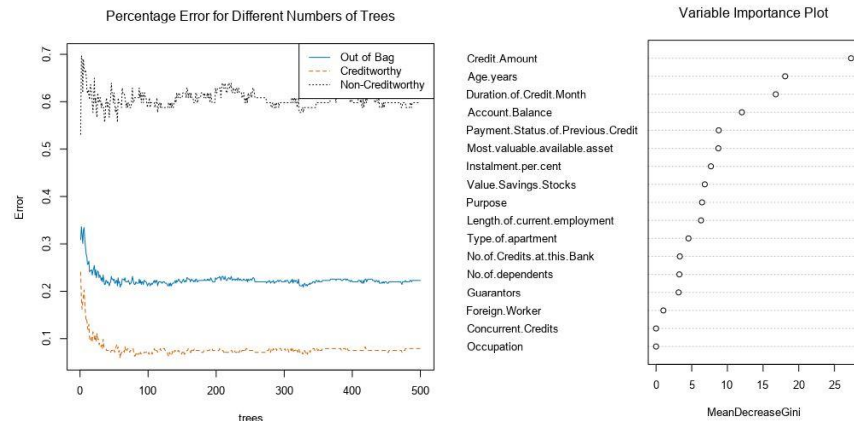 Percentage Error for Different Numbers of Trees
Out of Bag
Creditworthy
Non-Creditworthy
Error
0.7
0.6
0.5
0.4
0.3
0.2
0.1
0 100 200 300 400 500
trees
Variable Importance Plot
Credit.Amount
Age.years
Duration.of.Credit.Month
Account.Balance
Payment.Status.of.Previous.Credit
Most.valuable.available.asset
Instalment.per.cent
Value.Savings.Stocks
Purpose
Length.of.current.employment
Type.of.apartment
No.of.Credits.at.this.Bank
No.of.dependents
Guarantors
Foreign.Worker
Concurrent.Credits
Occupation
0 5 10 15 20 25
MeanDecreaseGini